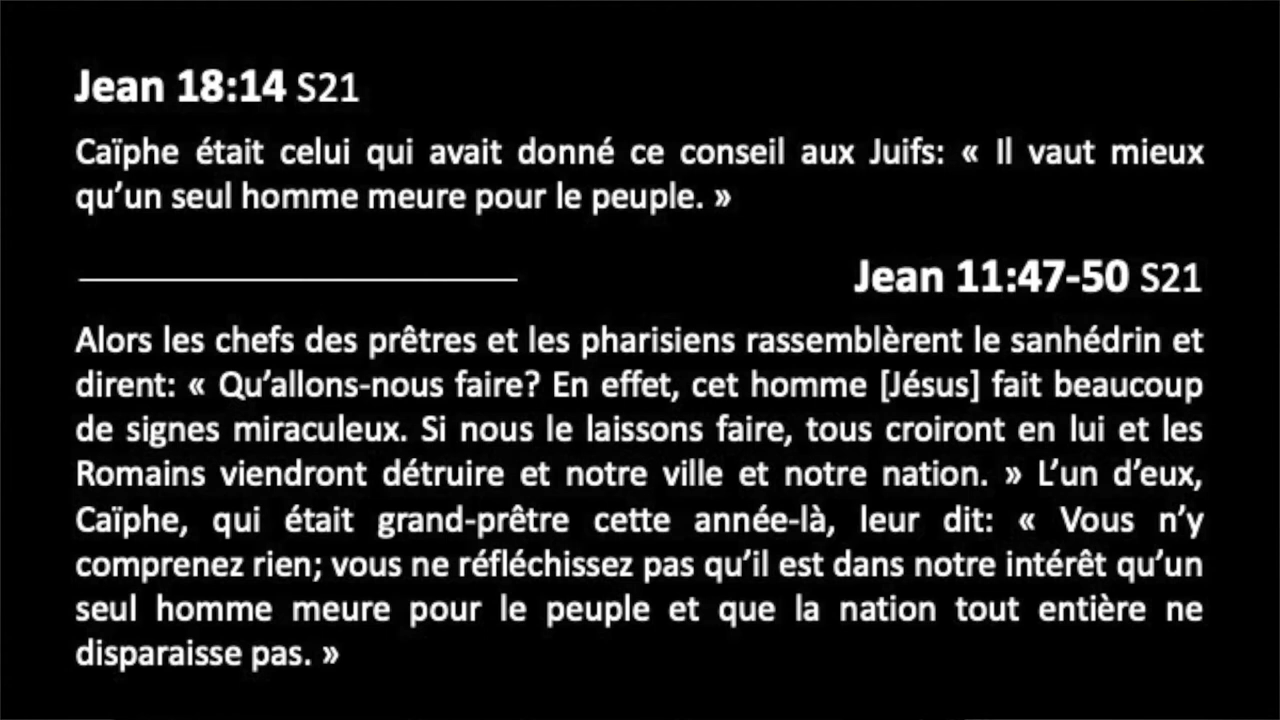 Jean 18:14 S21
Caïphe était celui qui avait donné ce conseil aux Juifs: « Il vaut mieux
qu’un seul homme meure pour le peuple. »
Jean 11:47-50 S21
Alors les chefs des prêtres et les pharisiens rassemblèrent le sanhédrin et
dirent: « Qu’allons-nous faire? En effet, cet homme [Jésus] fait beaucoup
de signes miraculeux. Si nous le laissons faire, tous croiront en lui et les
Romains viendront détruire et notre ville et notre nation. » L’un d’eux,
Caïphe, qui était grand-prêtre cette année-là, leur dit: « Vous n’y
comprenez rien; vous ne réfléchissez pas qu’il est dans notre intérêt qu’un
seul homme meure pour le peuple et que la nation tout entière ne
disparaisse pas. »